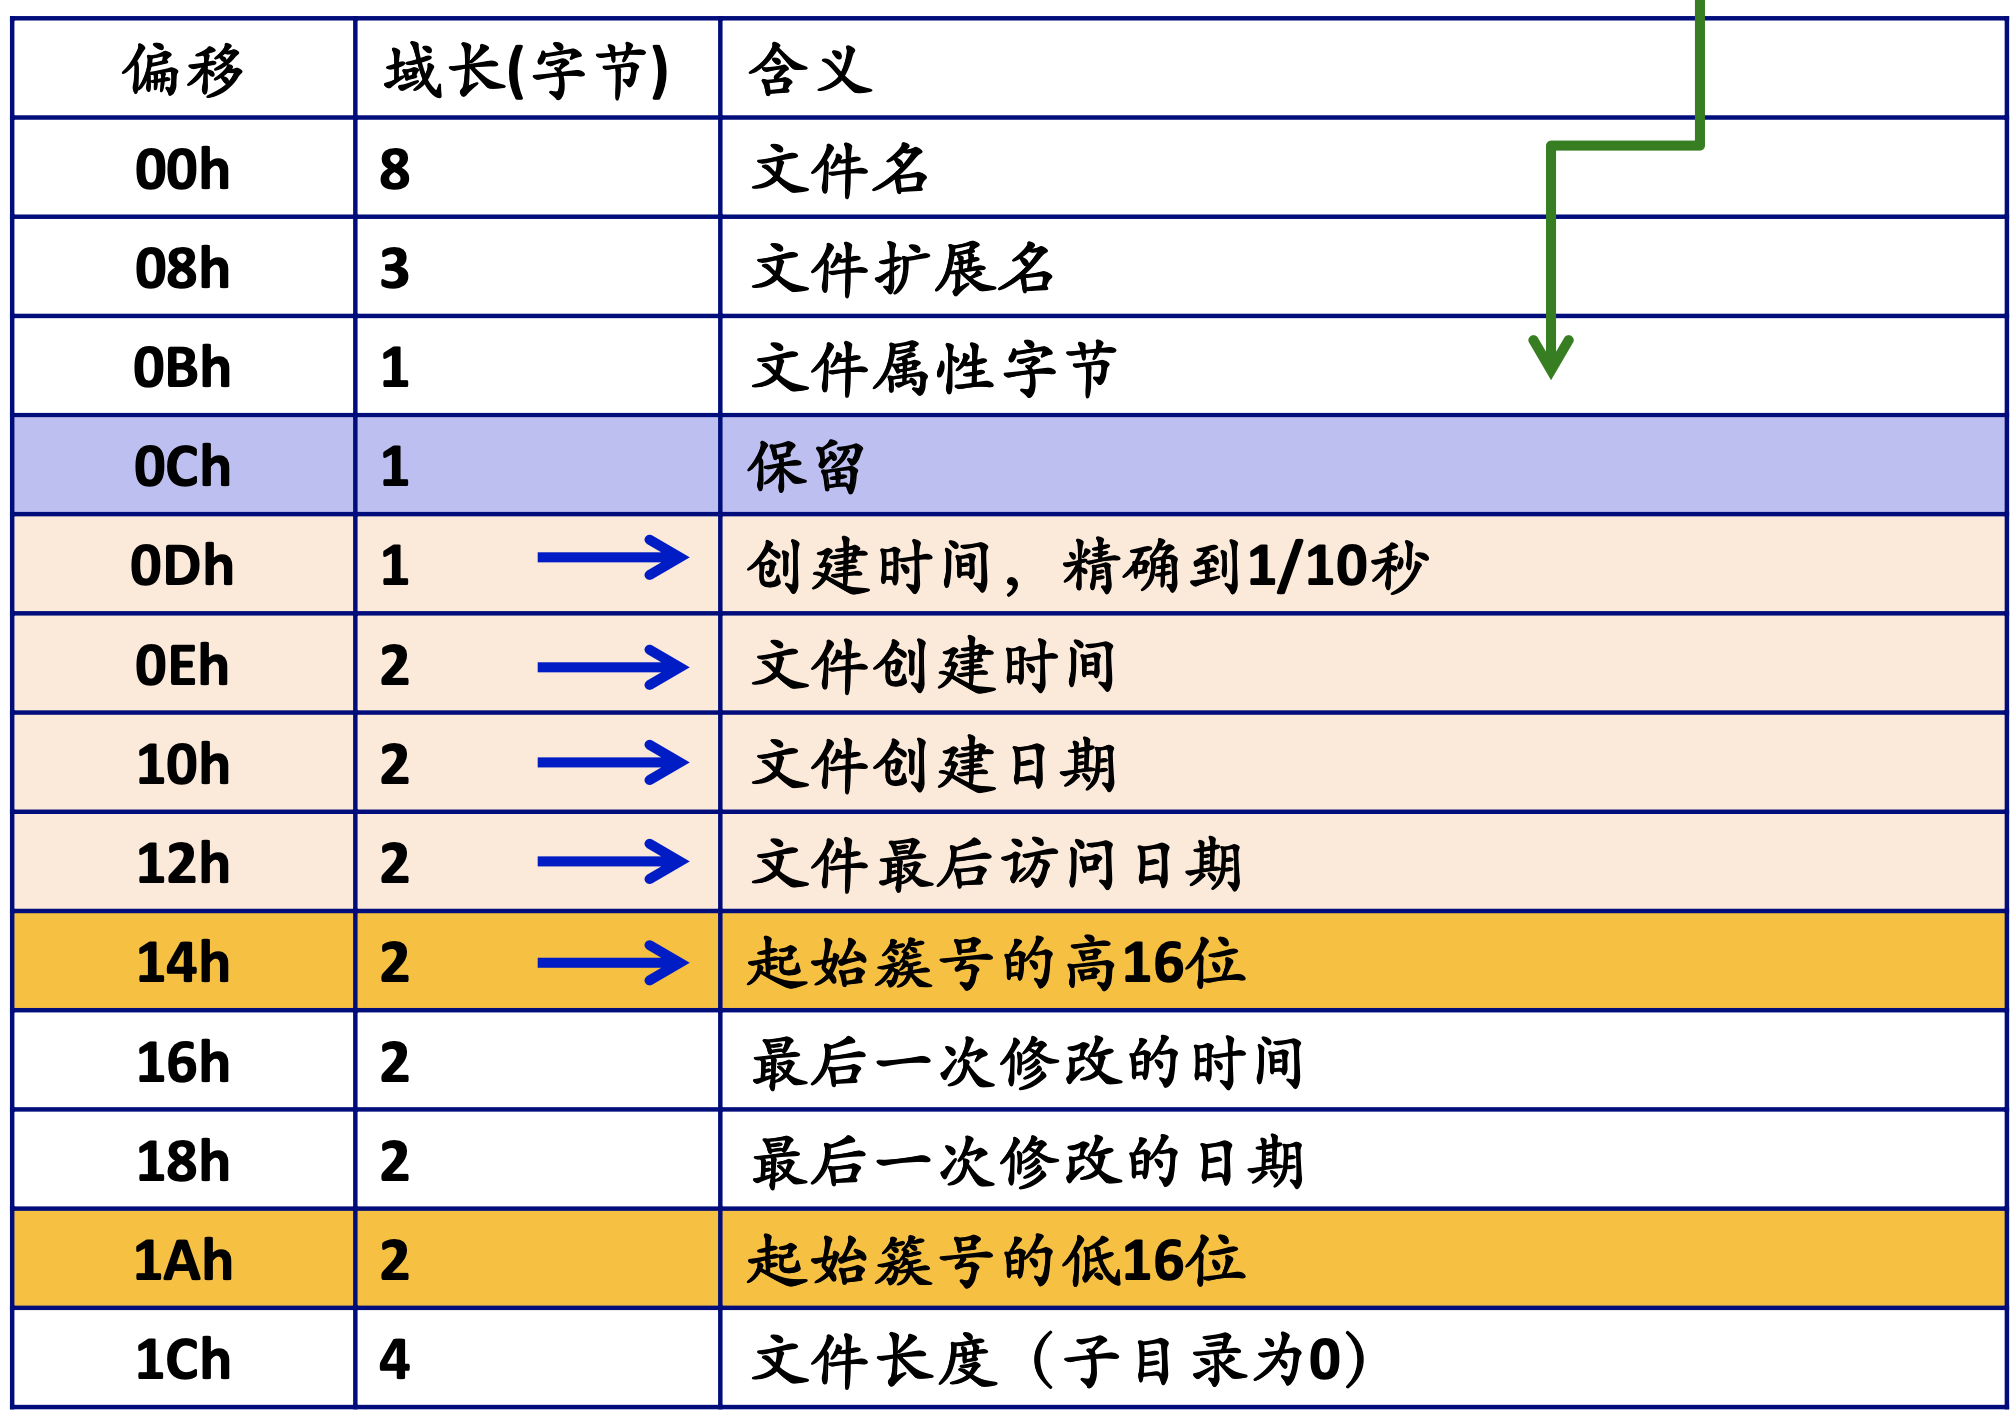 偏移 域长(字节) 含义
00h 8 文件名
08h 3 文件扩展名
0Bh 1 文件属性字节
0Ch 1 保留
0Dh 1 创建时间，精确到1/10秒
0Eh 2 文件创建时间
10h 2 文件创建日期
12h 2 文件最后访问日期
14h 2 起始簇号的高16位
16h 2 最后一次修改的时间
18h 2 最后一次修改的日期
1Ah 2 起始簇号的低16位
1Ch 4 文件长度（子目录为0）